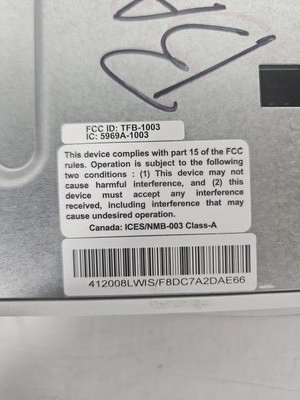 FCC ID: TFB-1003
IC: 5969A-1003
This device complies with part 15 of the FCC
rules. Operation is subject to the following
two conditions : (1) This device may not
cause harmful interference, and (2) this
device must accept any interference
received, including interference that may
cause undesired operation.
Canada: ICES/NMB-003 Class-A
412008LWIS/F8DC7A2DAE66